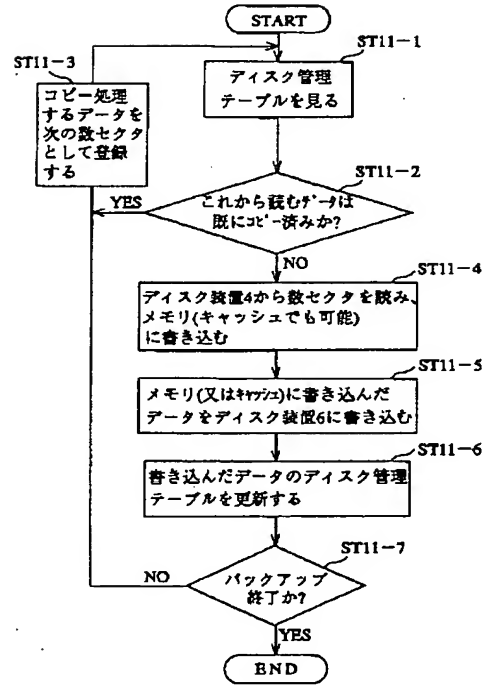 START
ST11-1
ディスク管理
テーブルを見る
ST11-3
コピー処理
するデータを
次の数セクタ
として登録
する
ST11-2
これから読むデータは
既にコピー済みか?
YES
NO
ST11-4
ディスク装置4から数セクタを読み、
メモリ(キャッシュでも可能)
に書き込む
ST11-5
メモリ(又はキャッシュ)に書き込んだ
データをディスク装置6に書き込む
ST11-6
書き込んだデータのディスク管理
テーブルを更新する
ST11-7
バックアップ
終了か?
NO
YES
END